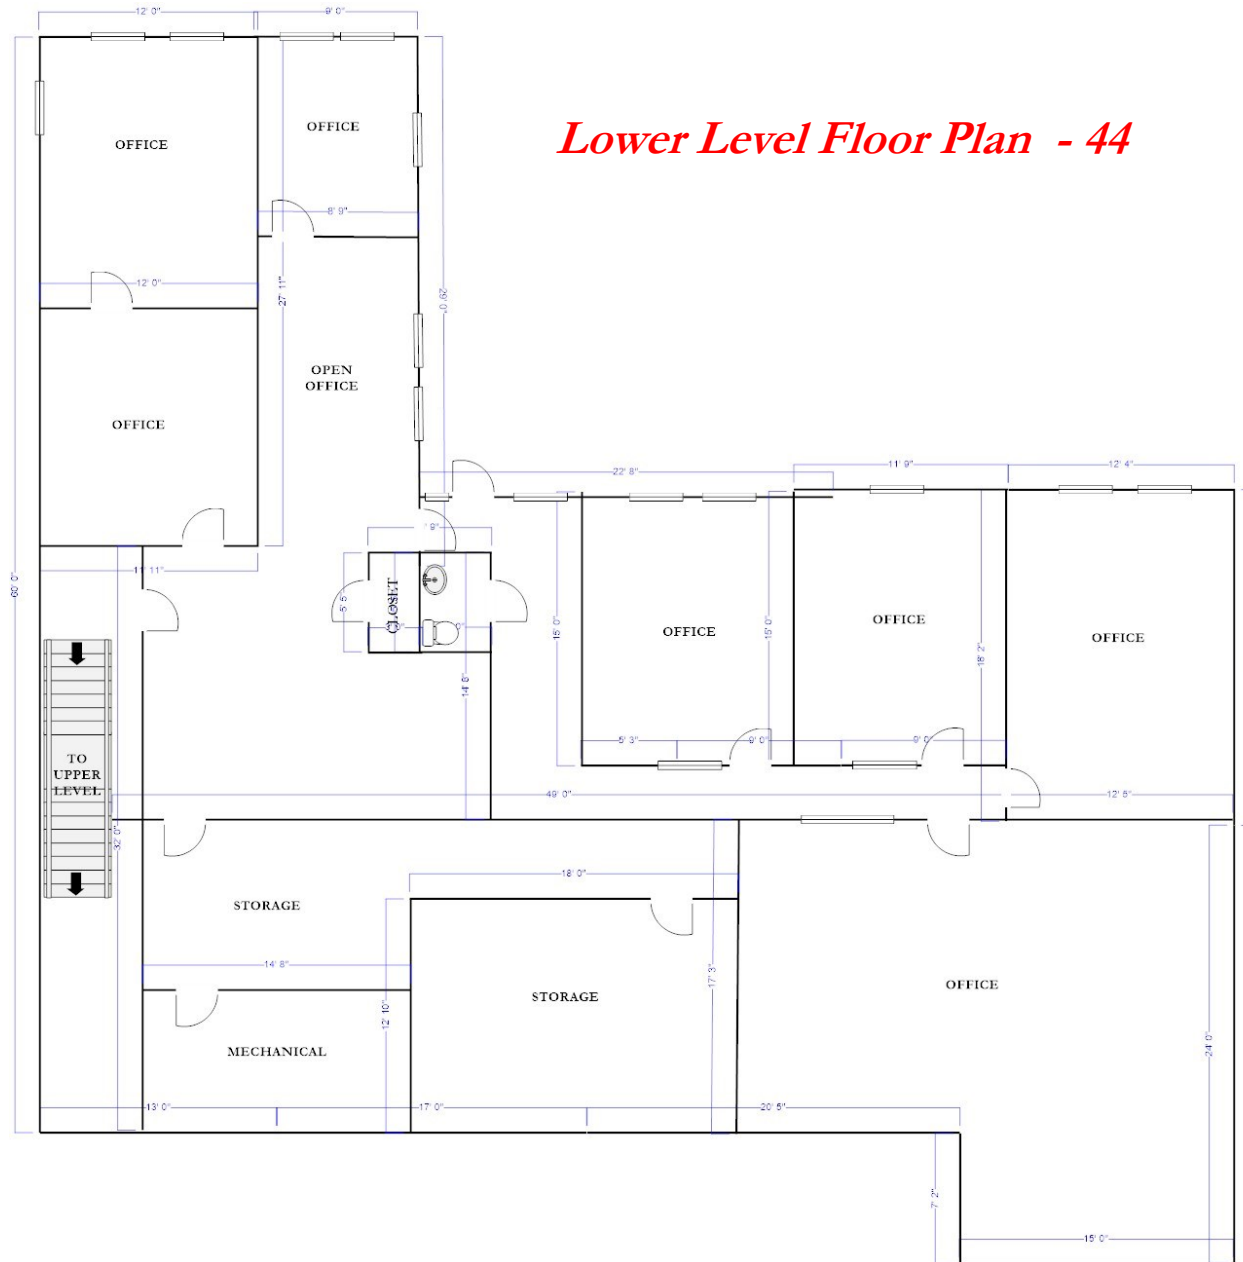 12' 0"
9' 0"
Lower Level Floor Plan - 44
OFFICE
OFFICE
8' 9"
12' 0"
27' 11"
29' 0"
OPEN
OFFICE
OFFICE
22' 8"
11' 9"
12' 4"
11' 11"
60' 0"
5' 5"
CLOSET
15' 0"
OFFICE
15' 0"
OFFICE
18' 2"
OFFICE
14' 8"
5' 3"
9' 0"
9' 0"
TO
UPPER
LEVEL
49' 0"
32' 0"
18' 0"
STORAGE
14' 8"
17' 3"
OFFICE
STORAGE
12' 10"
24' 0"
MECHANICAL
13' 0"
17' 0"
20' 5"
7' 2"
15' 0"